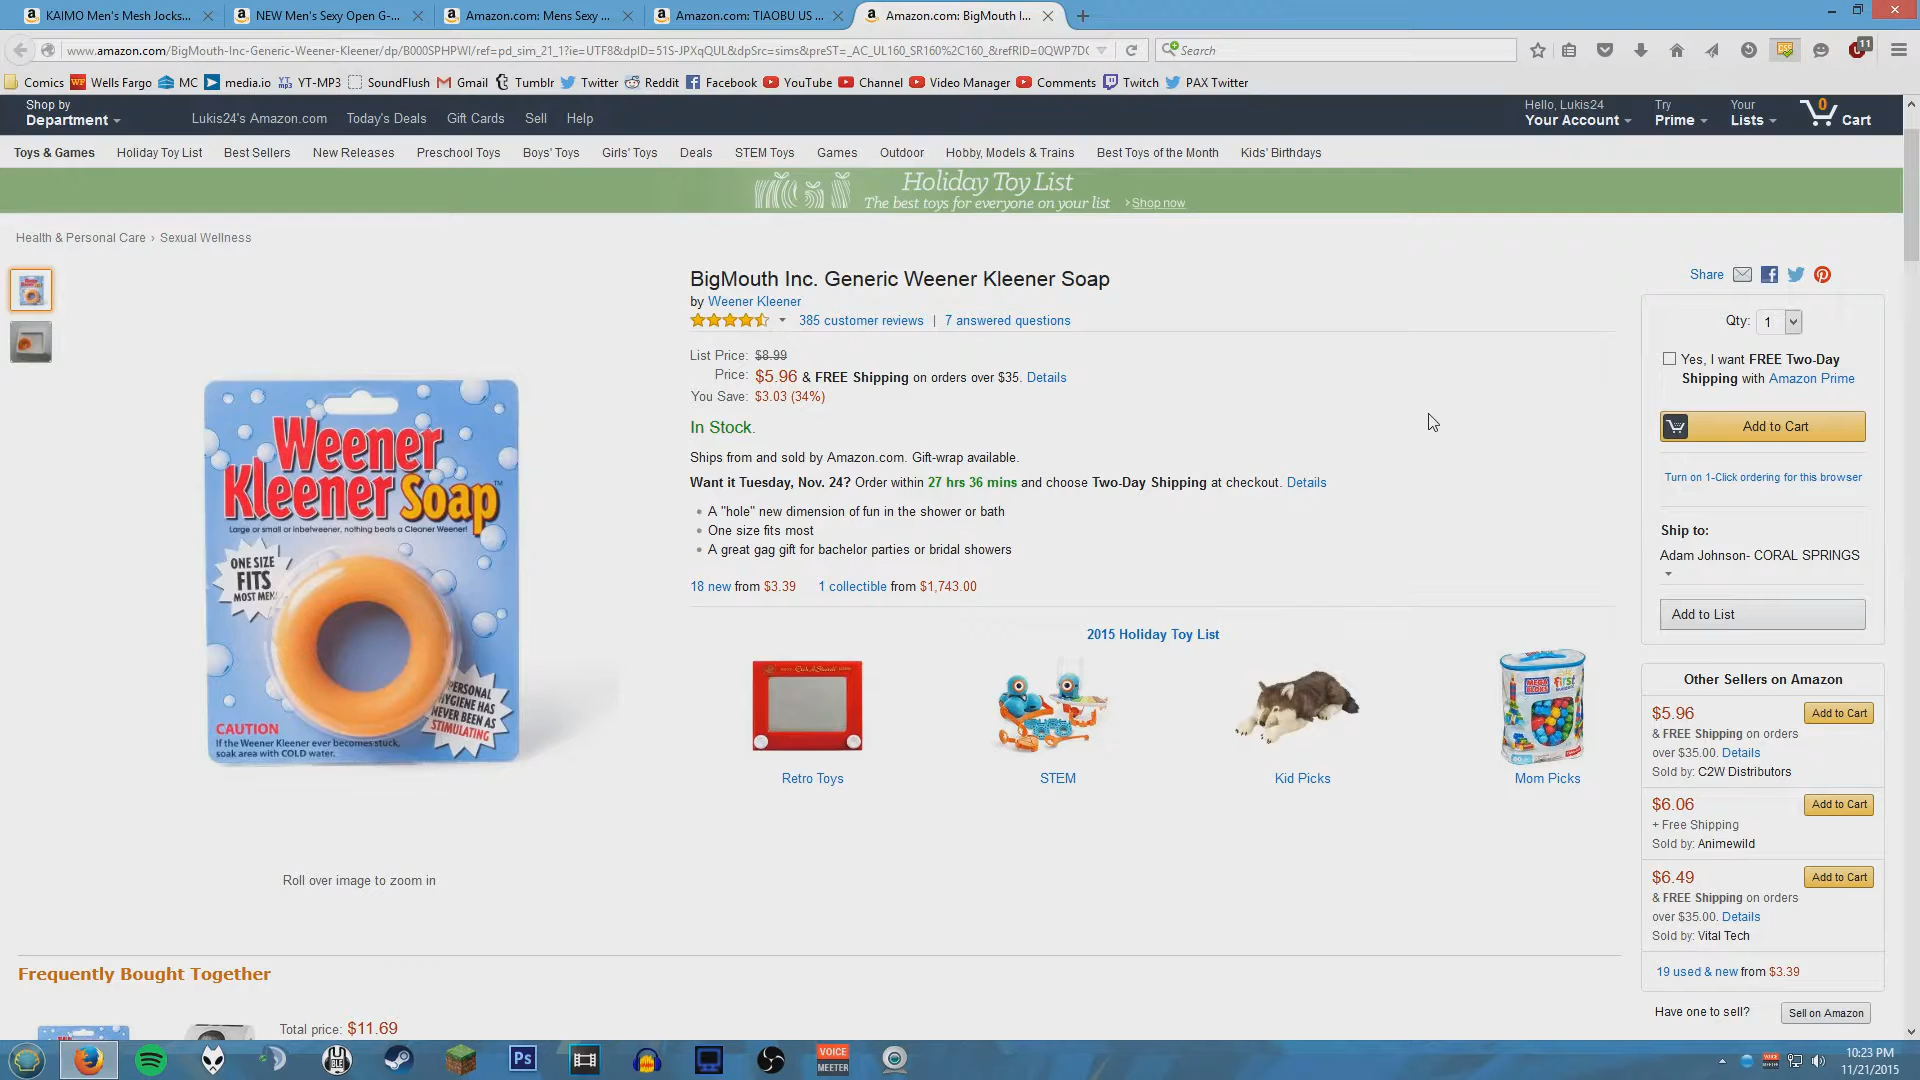 KAIMO Men's Mesh Jocks...
NEW Men's Sexy Open G-...
Amazon.com: Mens Sexy ...
Amazon.com: TIAOBU US ...
Amazon.com: BigMouth I...
www.amazon.com/BigMouth-Inc-Generic-Weener-Kleener/dp/B000SPHPWI/ref=pd_sim_21_1?ie=UTF8&dpID=51S-JPXqQUL&dpSrc=sims&preST=_AC_UL160_SR160%2C160_&refRID=0QWP7DG
Search
11
Comics Wells Fargo MC media.io YT-MP3 SoundFlush Gmail Tumblr Twitter Reddit Facebook YouTube Channel Video Manager Comments Twitch PAX Twitter
Shop by
Department
Lukis24's Amazon.com Today's Deals Gift Cards Sell Help
Hello, Lukis24
Your Account
Try
Prime
Your
Lists
0
Cart
Toys & Games Holiday Toy List Best Sellers New Releases Preschool Toys Boys' Toys Girls' Toys Deals STEM Toys Games Outdoor Hobby, Models & Trains Best Toys of the Month Kids' Birthdays
Holiday Toy List
The best toys for everyone on your list › Shop now
Health & Personal Care › Sexual Wellness
BigMouth Inc. Generic Weener Kleener Soap
by Weener Kleener
385 customer reviews | 7 answered questions
List Price: $8.99
Price: $5.96 & FREE Shipping on orders over $35. Details
You Save: $3.03 (34%)
In Stock.
Ships from and sold by Amazon.com. Gift-wrap available.
Want it Tuesday, Nov. 24? Order within 27 hrs 36 mins and choose Two-Day Shipping at checkout. Details
A "hole" new dimension of fun in the shower or bath
One size fits most
A great gag gift for bachelor parties or bridal showers
18 new from $3.39 1 collectible from $1,743.00
2015 Holiday Toy List
Retro Toys
STEM
Kid Picks
Mom Picks
Weener
Kleener Soap™
Large or small or inbetweener, nothing beats a Cleaner Weener!
ONE SIZE
FITS
MOST MEN!
PERSONAL
HYGIENE HAS
NEVER BEEN AS
STIMULATING
CAUTION
If the Weener Kleener ever becomes stuck,
soak area with COLD water.
Roll over image to zoom in
Share
Qty: 1
Yes, I want FREE Two-Day
Shipping with Amazon Prime
Add to Cart
Turn on 1-Click ordering for this browser
Ship to:
Adam Johnson- CORAL SPRINGS
Add to List
Other Sellers on Amazon
$5.96 Add to Cart
& FREE Shipping on orders
over $35.00. Details
Sold by: C2W Distributors
$6.06 Add to Cart
+ Free Shipping
Sold by: Animewild
$6.49 Add to Cart
& FREE Shipping on orders
over $35.00. Details
Sold by: Vital Tech
19 used & new from $3.39
Have one to sell? Sell on Amazon
Frequently Bought Together
Total price: $11.69
Ps
VOICE
MEETER
10:23 PM
11/21/2015